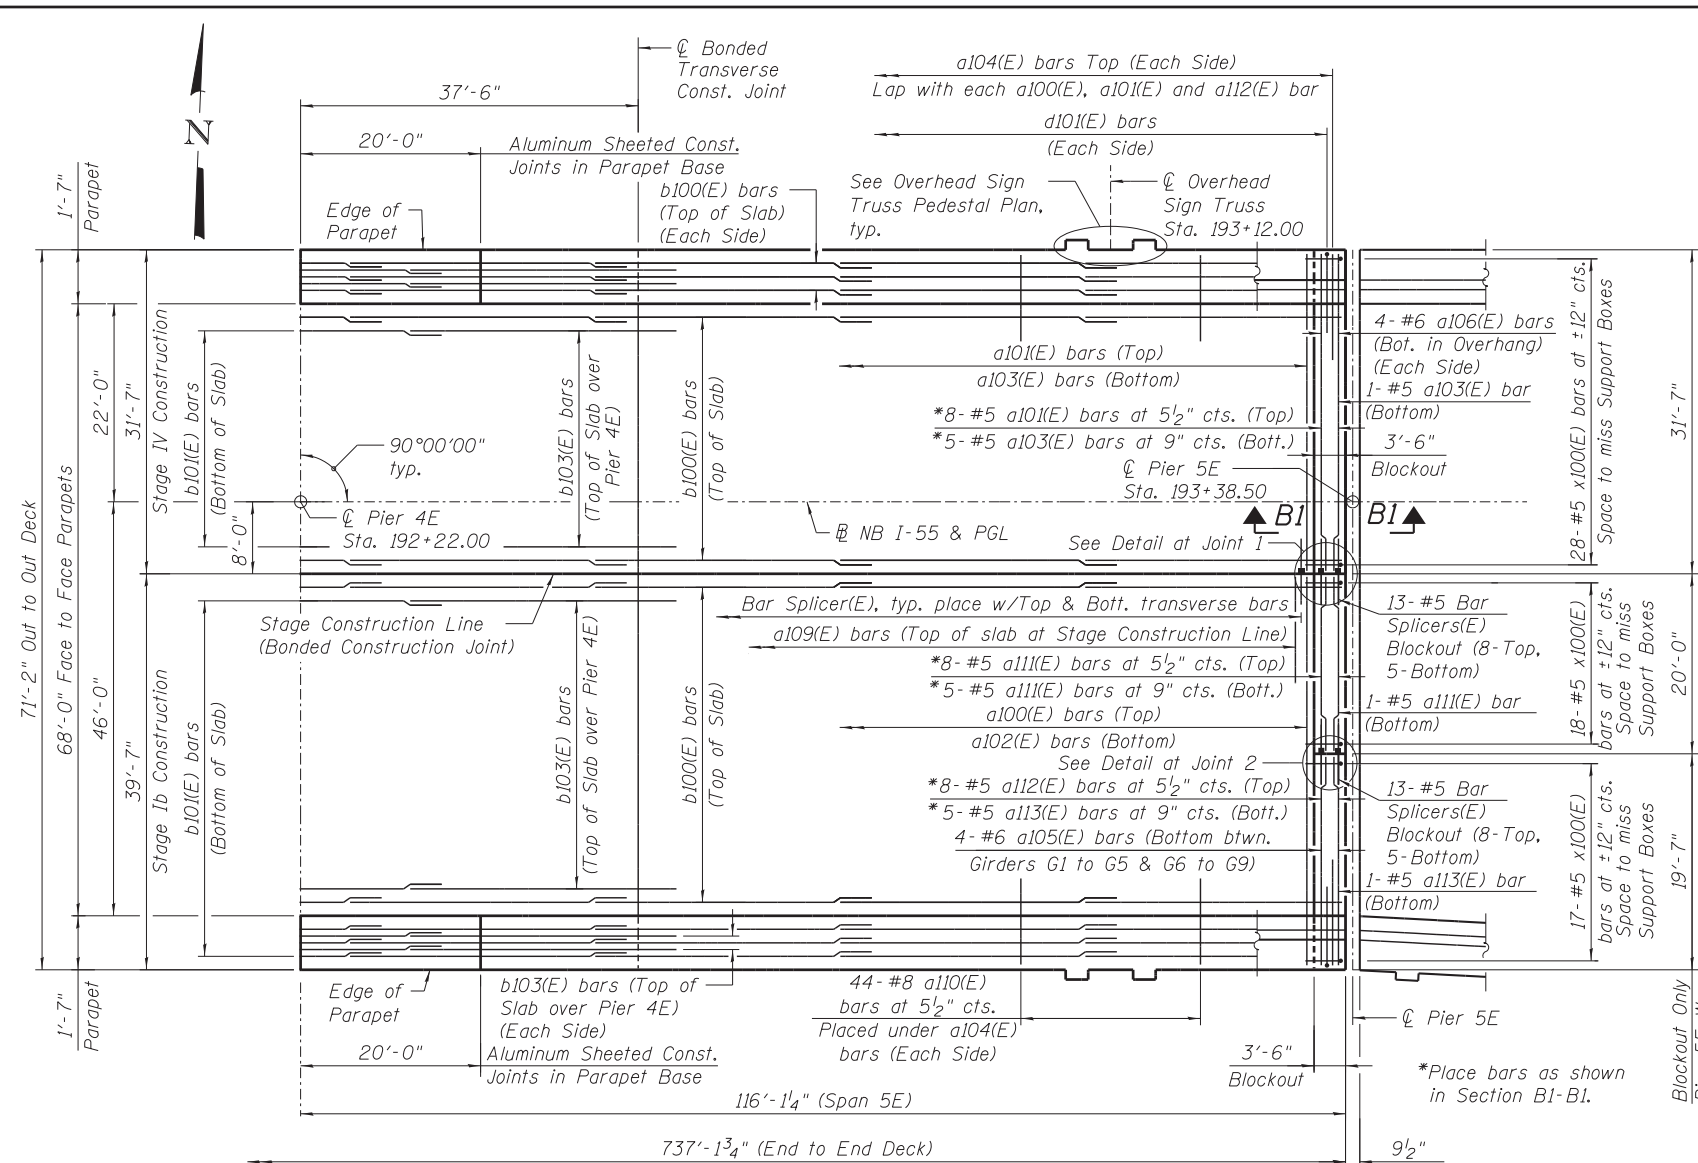 ℄ Bonded
Transverse
Const. Joint
37'-6"
20'-0"
Aluminum Sheeted Const.
Joints in Parapet Base
N
a104(E) bars Top (Each Side)
Lap with each a100(E), a101(E) and a112(E) bar
d101(E) bars
(Each Side)
1'-7"
Parapet
Edge of
Parapet
b100(E) bars
(Top of Slab)
(Each Side)
See Overhead Sign
Truss Pedestal Plan,
typ.
℄ Overhead
Sign Truss
Sta. 193+12.00
71'-2" Out to Out Deck
68'-0" Face to Face Parapets
22'-0"
46'-0"
31'-7"
39'-7"
Stage IV Construction
b101(E) bars
(Bottom of Slab)
8'-0"
90°00'00"
typ.
℄ Pier 4E
Sta. 192+22.00
b103(E) bars
(Top of Slab over
Pier 4E)
b100(E) bars
(Top of Slab)
a101(E) bars (Top)
a103(E) bars (Bottom)
*8-#5 a101(E) bars at 5½" cts. (Top)
*5-#5 a103(E) bars at 9" cts. (Bott.)
℄ Pier 5E
Sta. 193+38.50
4-#6 a106(E) bars
(Bot. in Overhang)
(Each Side)
1-#5 a103(E) bar
(Bottom)
3'-6"
Blockout
28-#5 x100(E) bars at ±12" cts.
Space to miss Support Boxes
31'-7"
B1
B1
⅊ NB I-55 & PGL
See Detail at Joint 1
Stage Construction Line
(Bonded Construction Joint)
Bar Splicer(E), typ. place w/Top & Bott. transverse bars
a109(E) bars (Top of slab at Stage Construction Line)
*8-#5 a111(E) bars at 5½" cts. (Top)
*5-#5 a111(E) bars at 9" cts. (Bott.)
13-#5 Bar
Splicers(E)
Blockout (8-Top,
5-Bottom)
1-#5 a111(E) bar
(Bottom)
18-#5 x100(E)
bars at ±12" cts.
Space to miss
Support Boxes
20'-0"
Stage Ib Construction
b101(E) bars
(Bottom of Slab)
b103(E) bars
(Top of Slab over Pier 4E)
b100(E) bars
(Top of Slab)
a100(E) bars (Top)
a102(E) bars (Bottom)
See Detail at Joint 2
*8-#5 a112(E) bars at 5½" cts. (Top)
*5-#5 a113(E) bars at 9" cts. (Bott.)
4-#6 a105(E) bars (Bottom btwn.
Girders G1 to G5 & G6 to G9)
13-#5 Bar
Splicers(E)
Blockout (8-Top,
5-Bottom)
1-#5 a113(E) bar
(Bottom)
17-#5 x100(E)
bars at ±12" cts.
Space to miss
Support Boxes
19'-7"
1'-7"
Parapet
Edge of
Parapet
b103(E) bars (Top of
Slab over Pier 4E)
(Each Side)
44-#8 a110(E)
bars at 5½" cts.
Placed under a104(E)
bars (Each Side)
℄ Pier 5E
20'-0"
Aluminum Sheeted Const.
Joints in Parapet Base
3'-6"
Blockout
*Place bars as shown
in Section B1-B1.
Blockout Only
116'-1¼" (Span 5E)
737'-1¾" (End to End Deck)
9½"